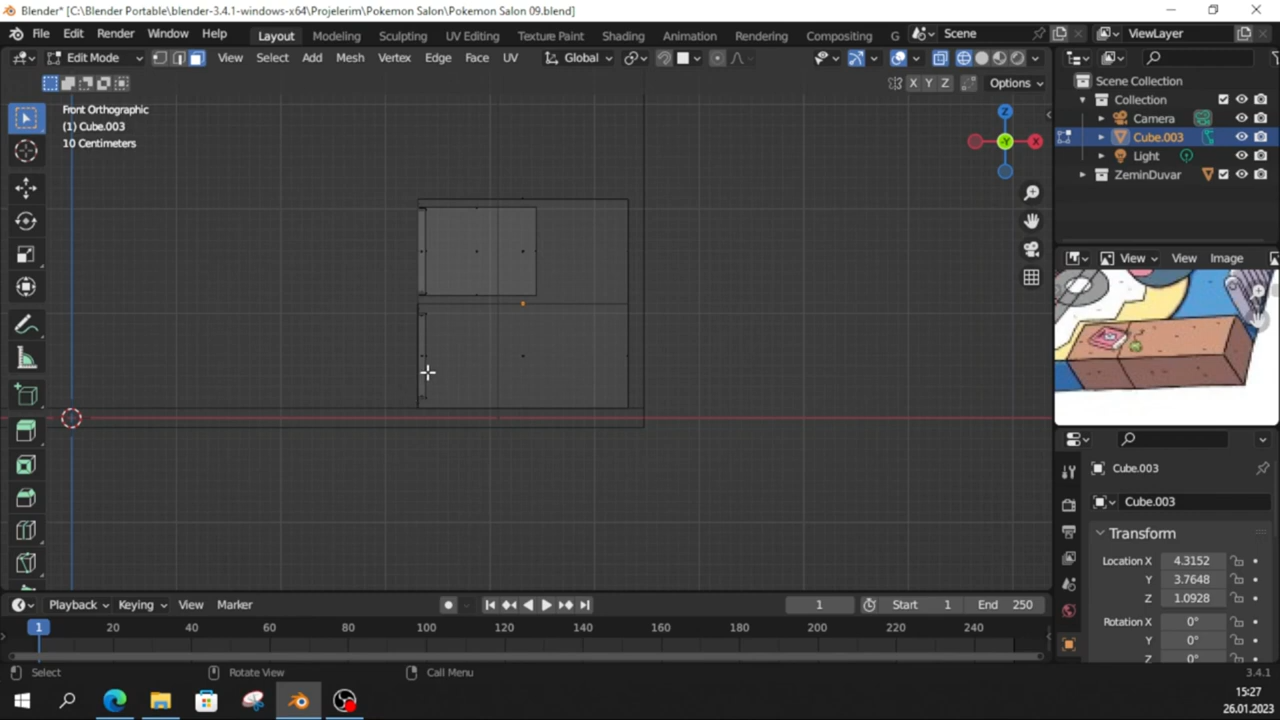 Blender* [C:\Blender Portable\blender-3.4.1-windows-x64\Projelerim\Pokemon Salon\Pokemon Salon 09.blend]
File Edit Render Window Help Layout Modeling Sculpting UV Editing Texture Paint Shading Animation Rendering Compositing G Scene ViewLayer
Edit Mode View Select Add Mesh Vertex Edge Face UV Global
X Y Z Options
Front Orthographic
(1) Cube.003
10 Centimeters
Z
-Y X
Scene Collection
Collection
Camera
Cube.003
Light
ZeminDuvar
View View Image
Cube.003
Cube.003
Transform
Location X 4.3152
Y 3.7648
Z 1.0928
Rotation X 0°
Y 0°
Z 0°
Playback Keying View Marker 1 Start 1 End 250
1 20 40 60 80 100 120 140 160 180 200 220 240
Select Rotate View Call Menu 3.4.1
15:27
26.01.2023